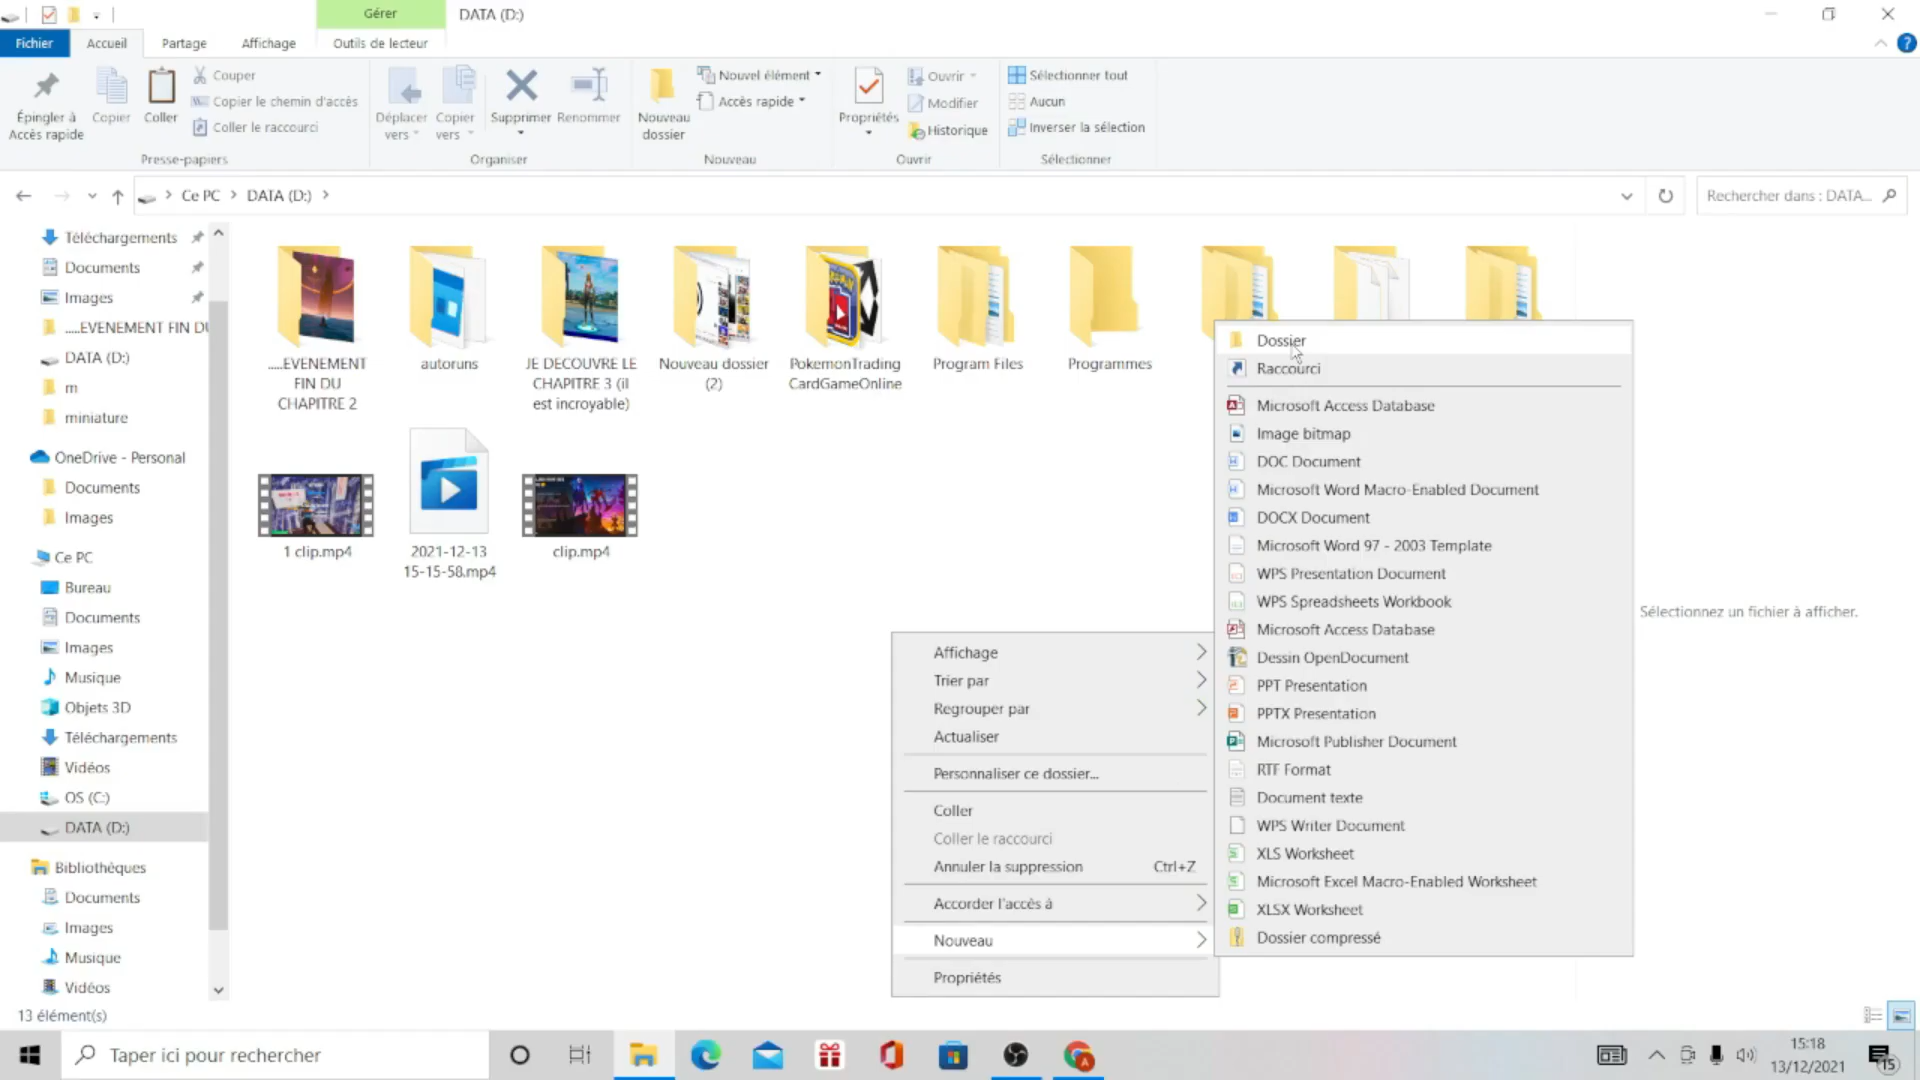 Gérer
DATA (D:)
Fichier
Accueil
Partage
Affichage
Outils de lecteur
Épingler à
Accès rapide
Copier
Coller
Couper
Copier le chemin d'accès
Coller le raccourci
Presse-papiers
Déplacer
vers
Copier
vers
Supprimer
Renommer
Organiser
Nouveau
dossier
Nouvel élément
Accès rapide
Nouveau
Propriétés
Ouvrir
Modifier
Historique
Ouvrir
Sélectionner tout
Aucun
Inverser la sélection
Sélectionner
Ce PC
DATA (D:)
Rechercher dans : DATA...
Téléchargements
Documents
Images
.....EVENEMENT FIN DU
DATA (D:)
m
miniature
OneDrive - Personal
Documents
Images
Ce PC
Bureau
Documents
Images
Musique
Objets 3D
Téléchargements
Vidéos
OS (C:)
DATA (D:)
Bibliothèques
Documents
Images
Musique
Vidéos
.....EVENEMENT
FIN DU
CHAPITRE 2
autoruns
JE DECOUVRE LE
CHAPITRE 3 (il
est incroyable)
Nouveau dossier
(2)
PokemonTrading
CardGameOnline
Program Files
Programmes
1 clip.mp4
2021-12-13
15-15-58.mp4
clip.mp4
Affichage
Trier par
Regrouper par
Actualiser
Personnaliser ce dossier...
Coller
Coller le raccourci
Annuler la suppression Ctrl+Z
Accorder l'accès à
Nouveau
Propriétés
Dossier
Raccourci
Microsoft Access Database
Image bitmap
DOC Document
Microsoft Word Macro-Enabled Document
DOCX Document
Microsoft Word 97 - 2003 Template
WPS Presentation Document
WPS Spreadsheets Workbook
Microsoft Access Database
Dessin OpenDocument
PPT Presentation
PPTX Presentation
Microsoft Publisher Document
RTF Format
Document texte
WPS Writer Document
XLS Worksheet
Microsoft Excel Macro-Enabled Worksheet
XLSX Worksheet
Dossier compressé
Sélectionnez un fichier à afficher.
13 élément(s)
Taper ici pour rechercher
A
15:18
13/12/2021
15